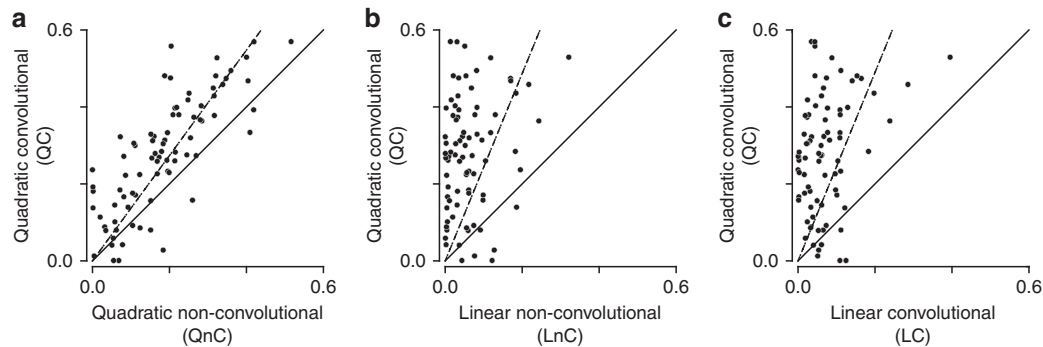 a
b
c
0.6
0.6
0.6
Quadratic convolutional
(QC)
Quadratic convolutional
(QC)
Quadratic convolutional
(QC)
0.0
0.0
0.0
0.0
0.6
0.0
0.6
0.0
0.6
Quadratic non-convolutional
(QnC)
Linear non-convolutional
(LnC)
Linear convolutional
(LC)